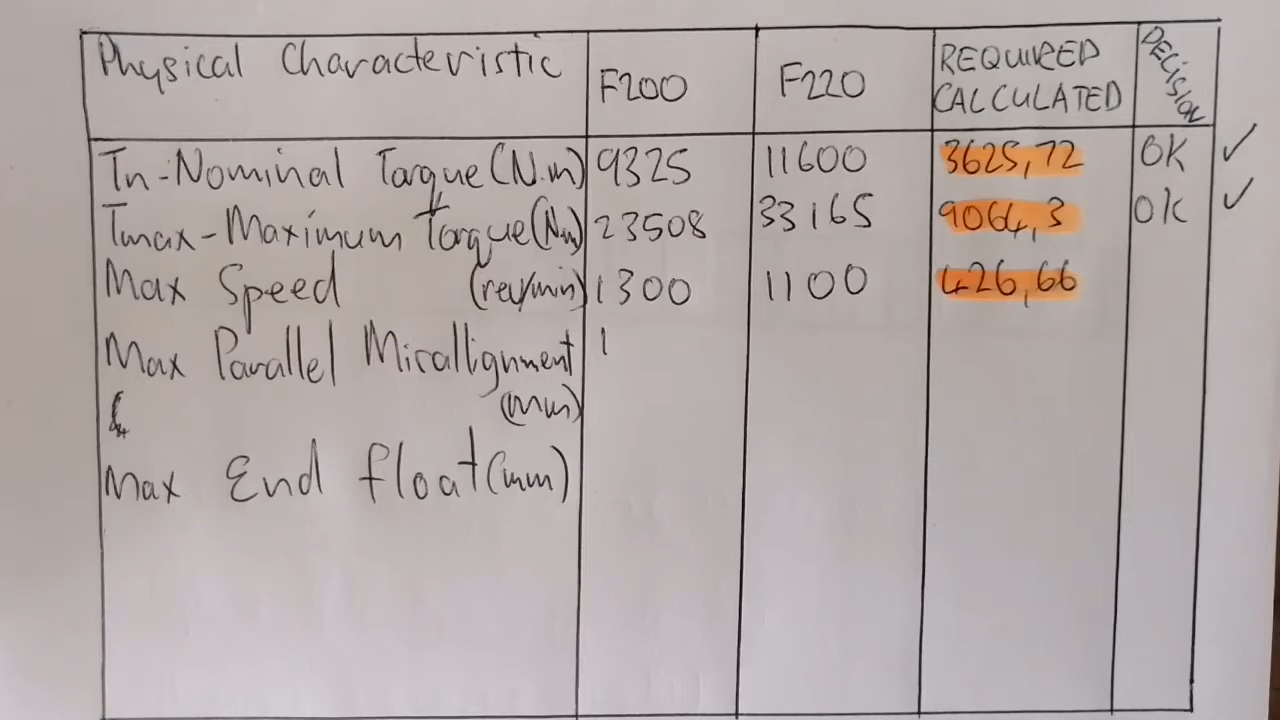 Physical Characteristic F200 F220 REQUIRED CALCULATED DECISION
Tn-Nominal Torque (N.m) 9325 11600 3625,72 OK ✓
Tmax-Maximum Torque (Nm) 23508 33165 9064,3 Ok ✓
Max Speed (rev/min) 1300 1100 426,66
Max Parallel Micallignment 1
& (mm)
Max End float (mm)